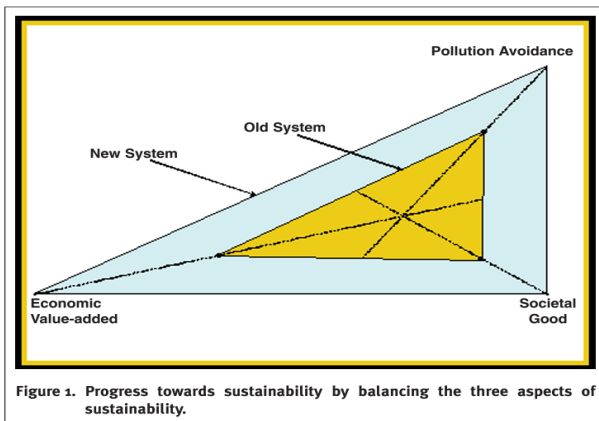 Pollution Avoidance
Old System
New System
Economic
Value-added
Societal
Good
Figure 1. Progress towards sustainability by balancing the three aspects of
sustainability.